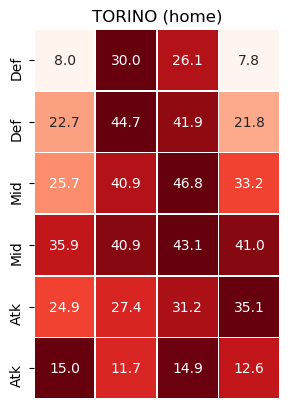 TORINO (home)
Def 8.0 30.0 26.1 7.8
Def 22.7 44.7 41.9 21.8
Mid 25.7 40.9 46.8 33.2
Mid 35.9 40.9 43.1 41.0
Atk 24.9 27.4 31.2 35.1
Atk 15.0 11.7 14.9 12.6